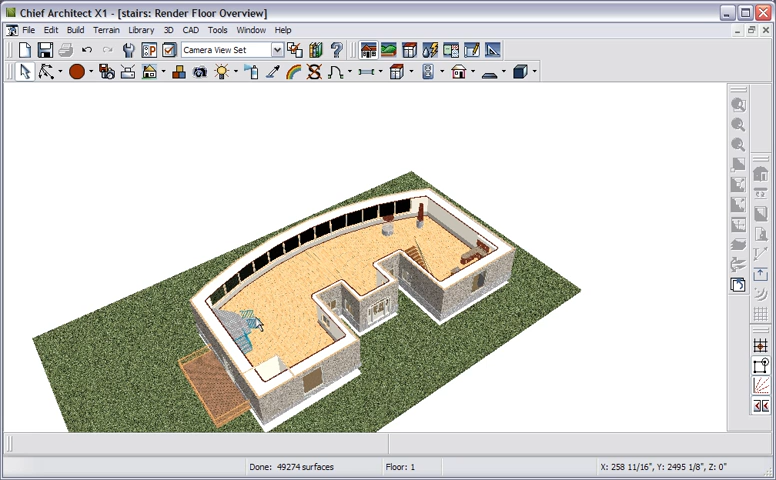 Chief Architect X1 - [stairs: Render Floor Overview]
File Edit Build Terrain Library 3D CAD Tools Window Help
Camera View Set
Done: 49274 surfaces Floor: 1 X: 258 11/16", Y: 2495 1/8", Z: 0"